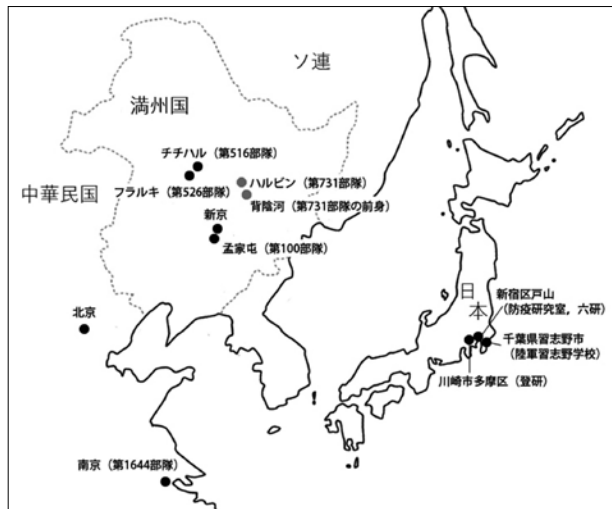 ソ連
満州国
チチハル（第516部隊）
フラルキ（第526部隊）
ハルビン（第731部隊）
背陰河（第731部隊の前身）
中華民国
新京
孟家屯（第100部隊）
北京
日本
新宿区戸山
（防疫研究室，六研）
千葉県習志野市
（陸軍習志野学校）
川崎市多摩区（登研）
南京（第1644部隊）